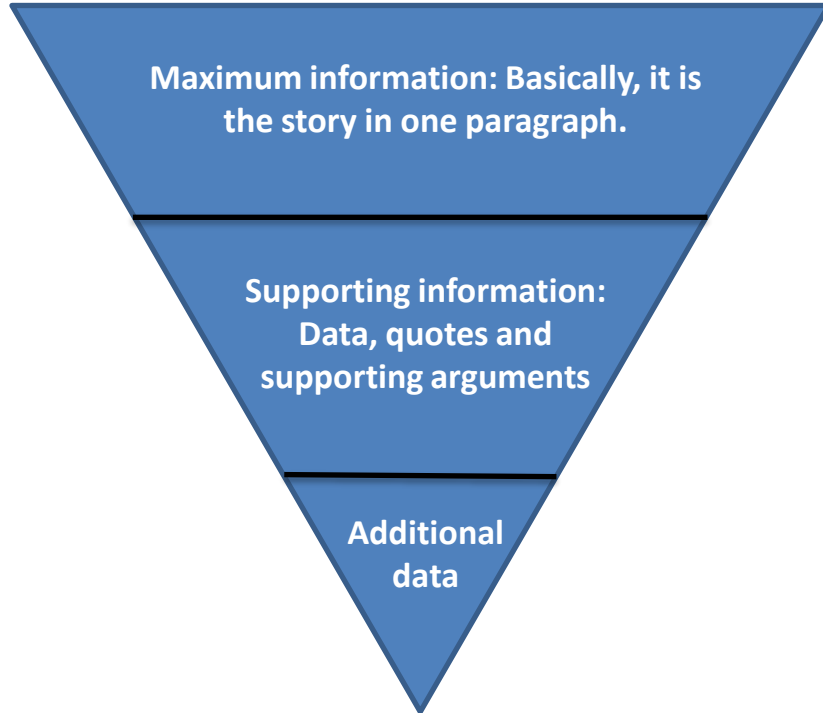 Maximum information: Basically, it is
the story in one paragraph.
Supporting information:
Data, quotes and
supporting arguments
Additional
data